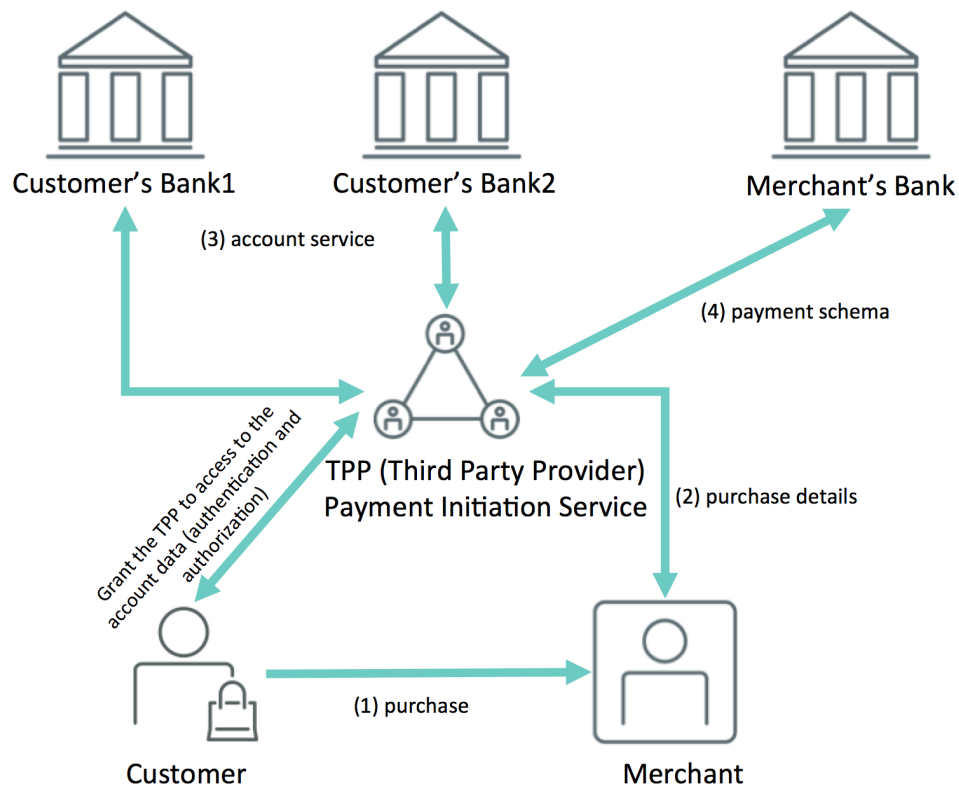 Customer's Bank1
Customer's Bank2
Merchant's Bank
(3) account service
(4) payment schema
TPP (Third Party Provider)
Payment Initiation Service
Grant the TPP to access to the
account data (authentication and
authorization)
(2) purchase details
(1) purchase
Customer
Merchant